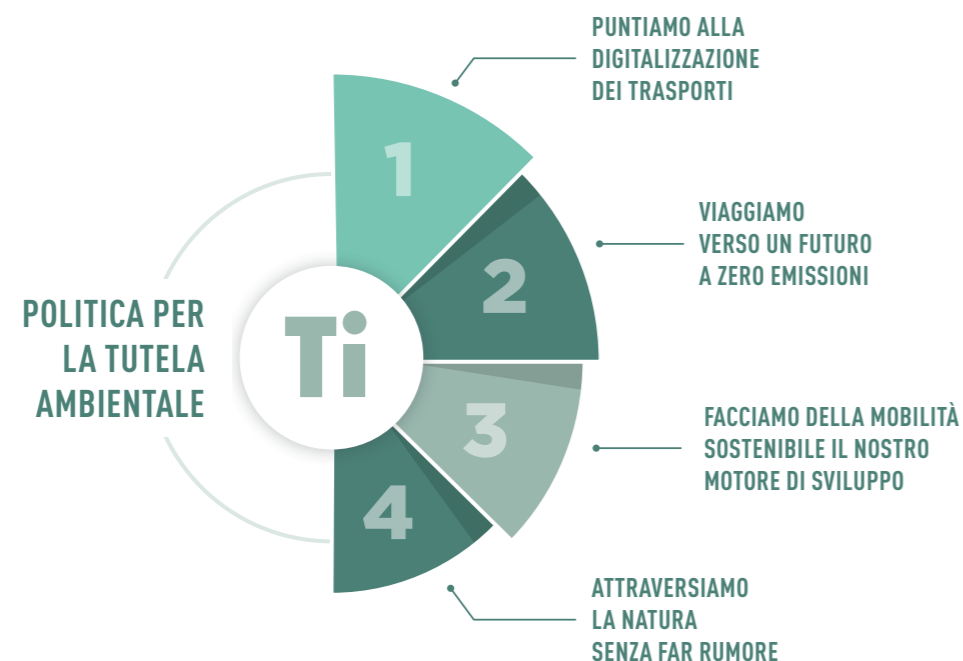 PUNTIAMO ALLA
DIGITALIZZAZIONE
DEI TRASPORTI
1
VIAGGIAMO
VERSO UN FUTURO
A ZERO EMISSIONI
2
POLITICA PER
LA TUTELA
AMBIENTALE
Ti
3
FACCIAMO DELLA MOBILITÀ
SOSTENIBILE IL NOSTRO
MOTORE DI SVILUPPO
4
ATTRAVERSIAMO
LA NATURA
SENZA FAR RUMORE